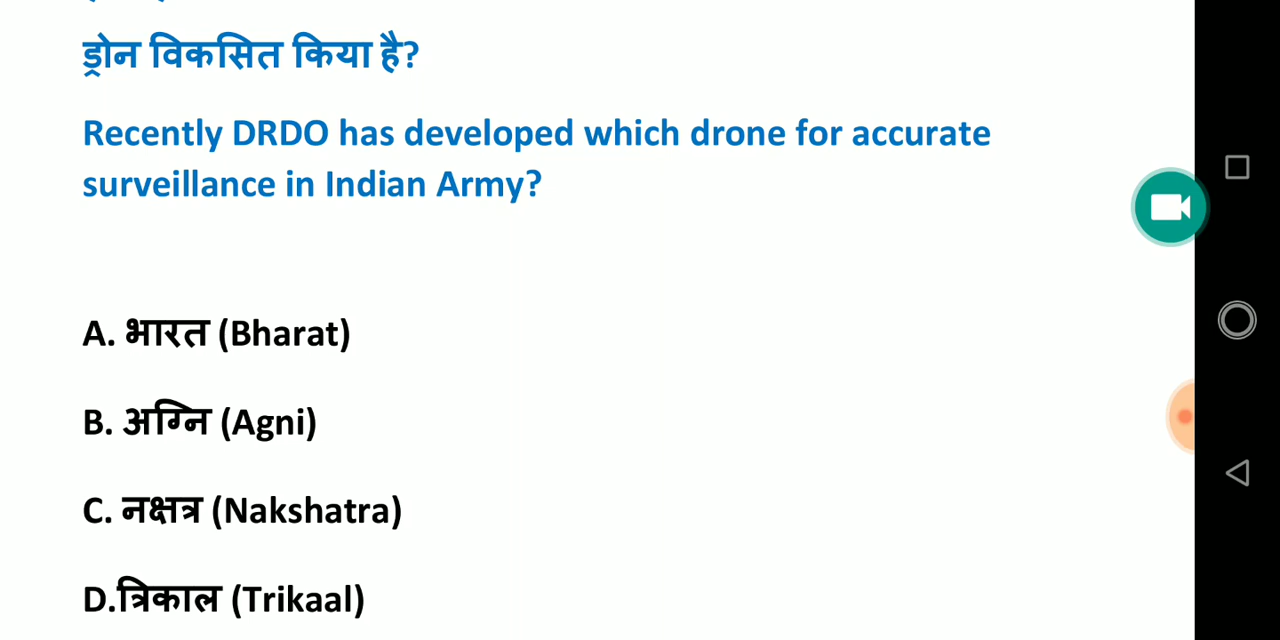 ड्रोन विकसित किया है?
Recently DRDO has developed which drone for accurate
surveillance in Indian Army?
A. भारत (Bharat)
B. अग्नि (Agni)
C. नक्षत्र (Nakshatra)
D.त्रिकाल (Trikaal)